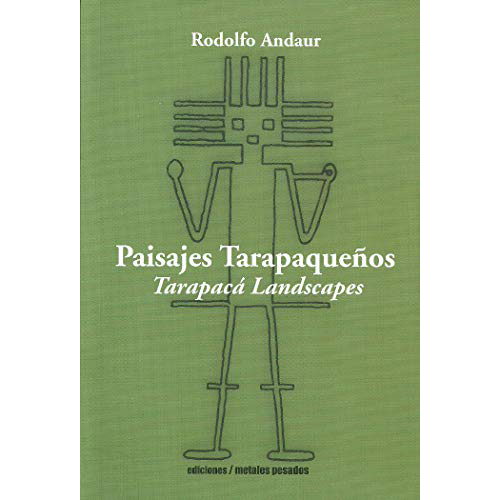 Rodolfo Andaur
Paisajes Tarapaqueños
Tarapacá Landscapes
ediciones / metales pesados